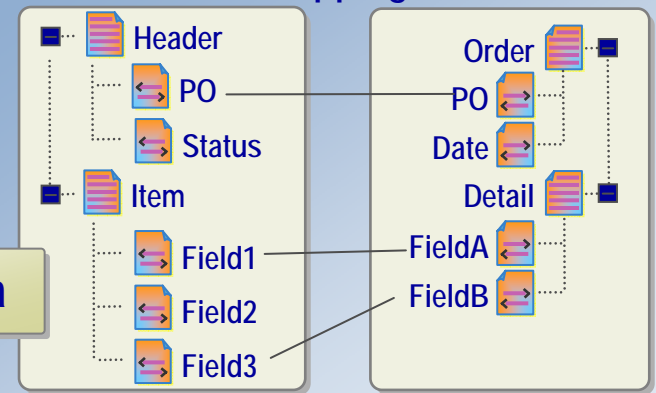 Header
PO
Status
Item
Field1
Field2
Field3
Order
PO
Date
Detail
FieldA
FieldB